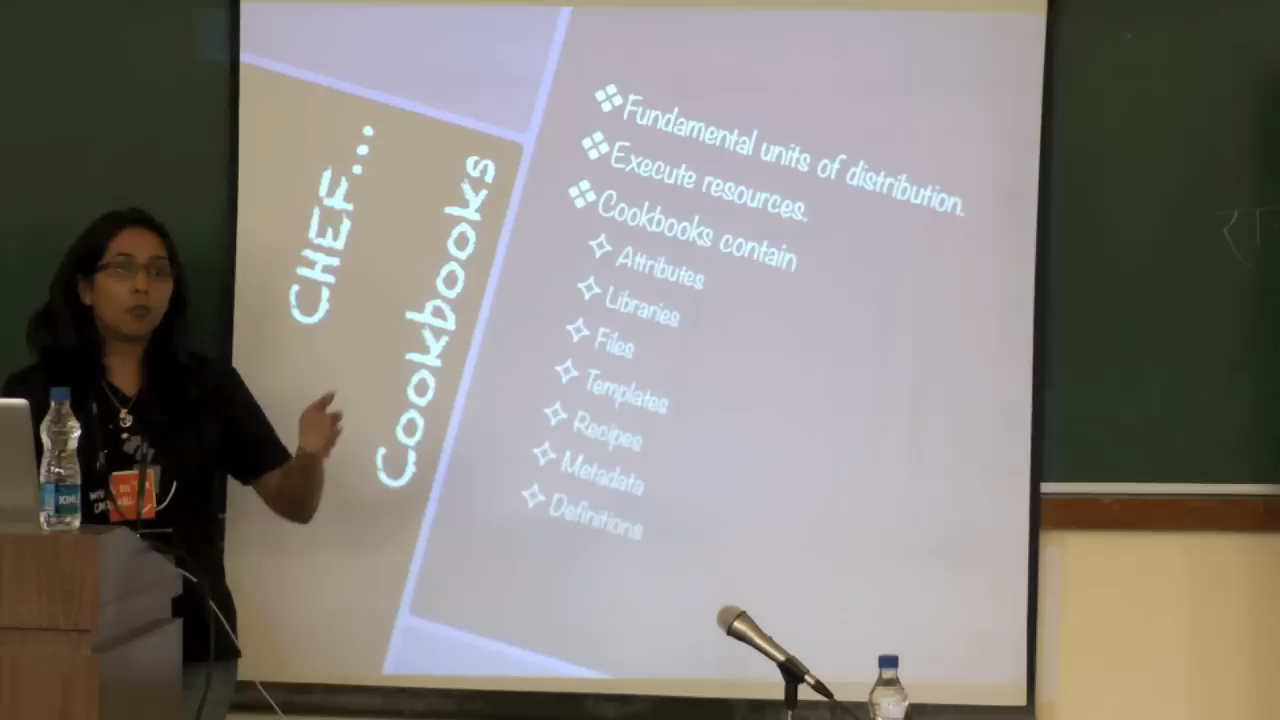 CHEF...
Cookbooks
Fundamental units of distribution.
Execute resources.
Cookbooks contain
Attributes
Libraries
Files
Templates
Recipes
Metadata
Definitions